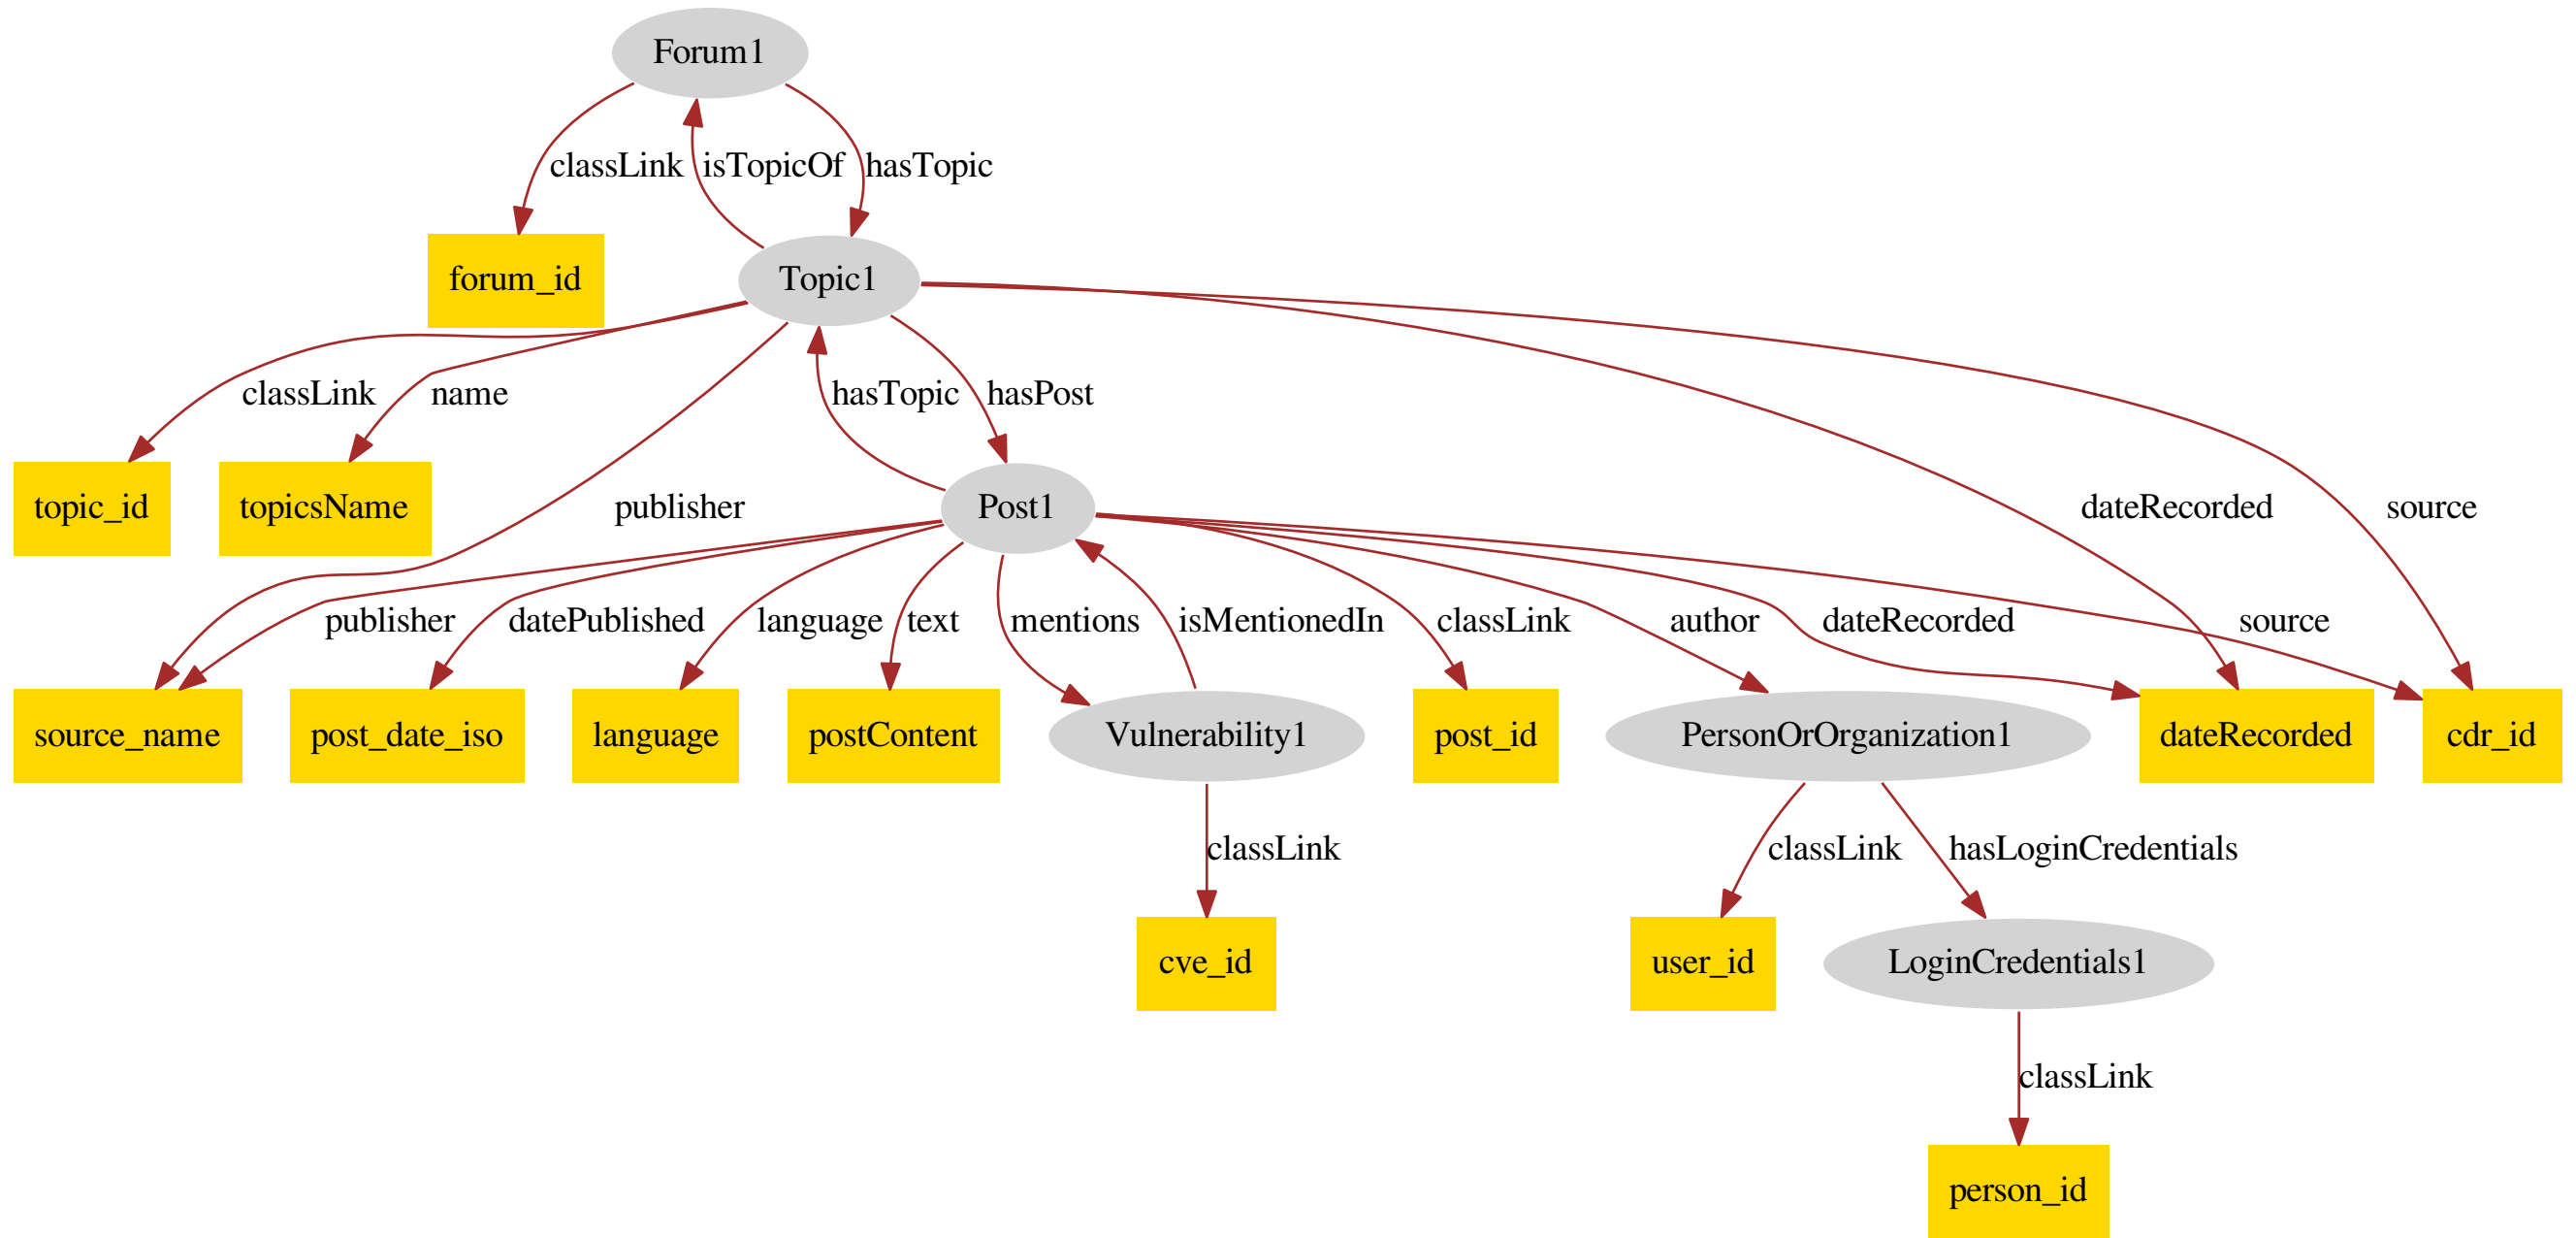 Forum1
classLink
isTopicOf
hasTopic
forum_id
Topic1
classLink
name
hasTopic
hasPost
topic_id
topicsName
publisher
Post1
dateRecorded
source
publisher
datePublished
language
text
mentions
isMentionedIn
classLink
author
dateRecorded
source
source_name
post_date_iso
language
postContent
Vulnerability1
post_id
PersonOrOrganization1
dateRecorded
cdr_id
classLink
classLink
hasLoginCredentials
cve_id
user_id
LoginCredentials1
classLink
person_id